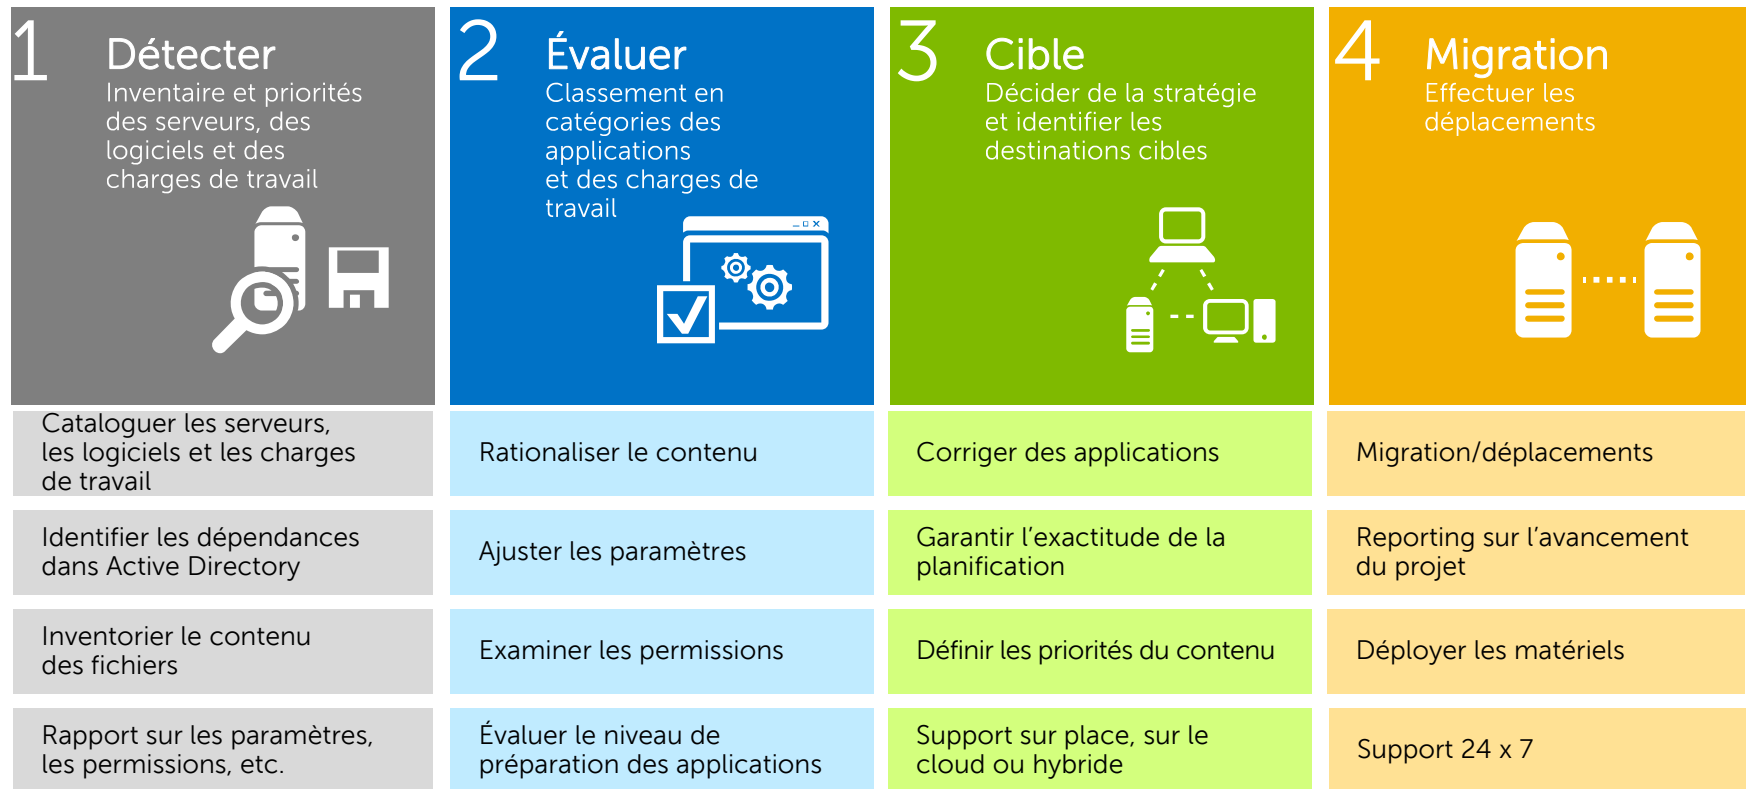 1
Détecter
Inventaire et priorités
des serveurs, des
logiciels et des
charges de travail
2
Évaluer
Classement en
catégories des
applications
et des charges de
travail
3
Cible
Décider de la stratégie
et identifier les
destinations cibles
4
Migration
Effectuer les
déplacements
Cataloguer les serveurs,
les logiciels et les charges
de travail
Rationaliser le contenu
Corriger des applications
Migration/déplacements
Identifier les dépendances
dans Active Directory
Ajuster les paramètres
Garantir l’exactitude de la
planification
Reporting sur l’avancement
du projet
Inventorier le contenu
des fichiers
Examiner les permissions
Définir les priorités du contenu
Déployer les matériels
Rapport sur les paramètres,
les permissions, etc.
Évaluer le niveau de
préparation des applications
Support sur place, sur le
cloud ou hybride
Support 24 x 7